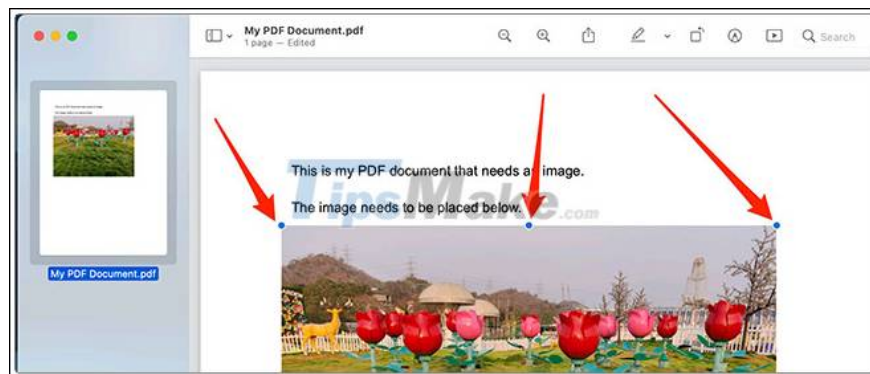 My PDF Document.pdf
1 page — Edited
Search
This is my PDF document that needs an image.
The image needs to be placed below.
TipsMake.com
My PDF Document.pdf